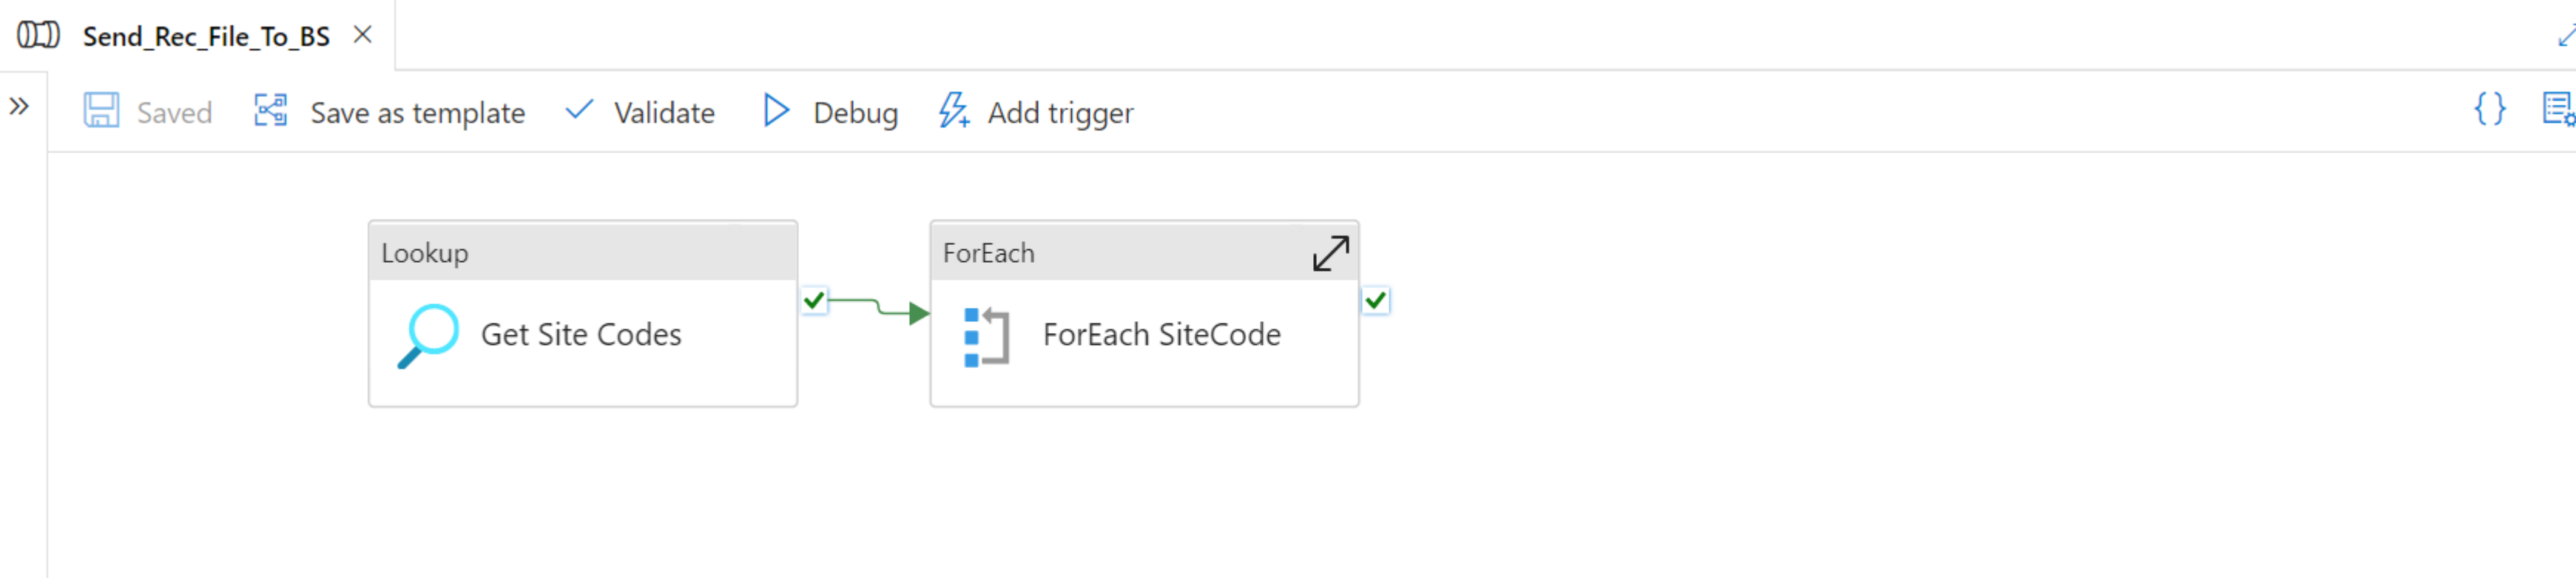 Send_Rec_File_To_BS
Saved Save as template Validate Debug Add trigger {}
Lookup
Get Site Codes
ForEach
ForEach SiteCode